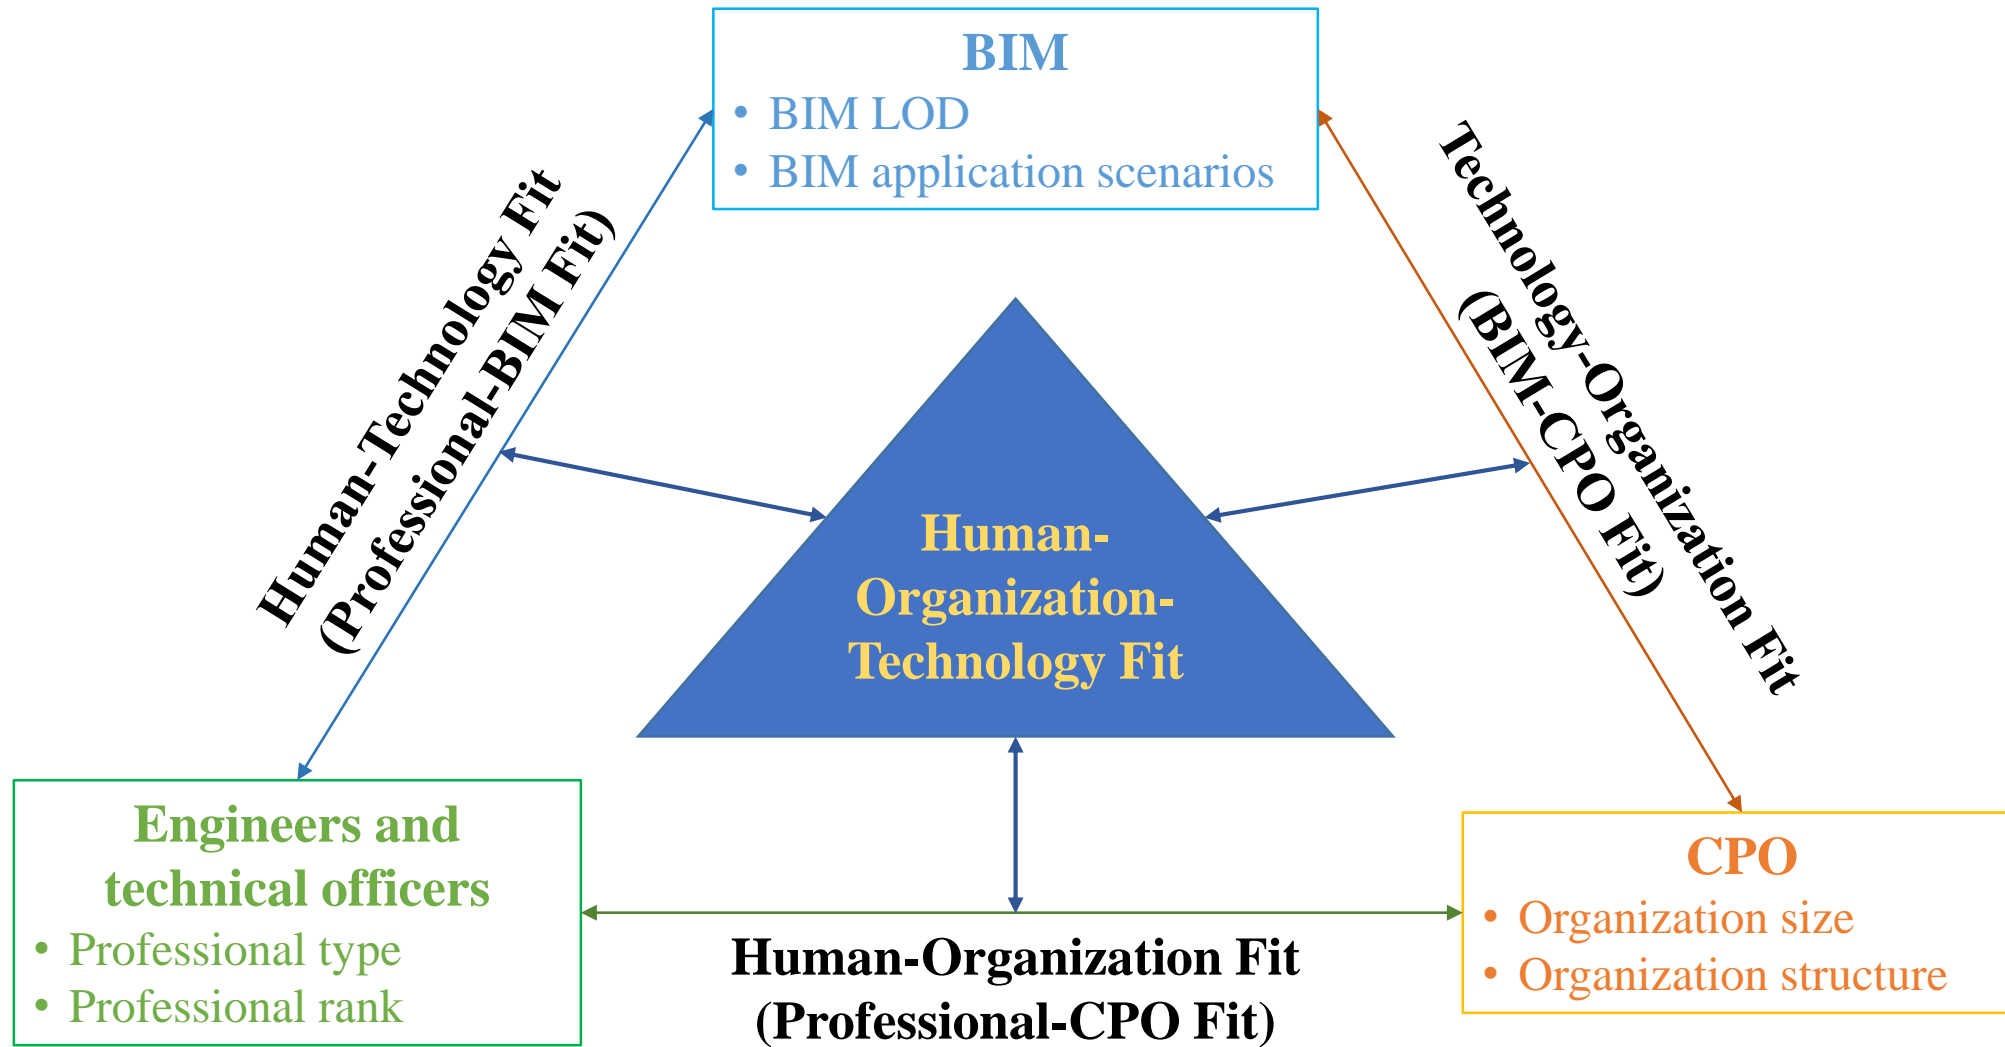 BIM
• BIM LOD
• BIM application scenarios
Human-Technology Fit
(Professional-BIM Fit)
Technology-Organization Fit
(BIM-CPO Fit)
Human-
Organization-
Technology Fit
Engineers and
technical officers
• Professional type
• Professional rank
CPO
• Organization size
• Organization structure
Human-Organization Fit
(Professional-CPO Fit)